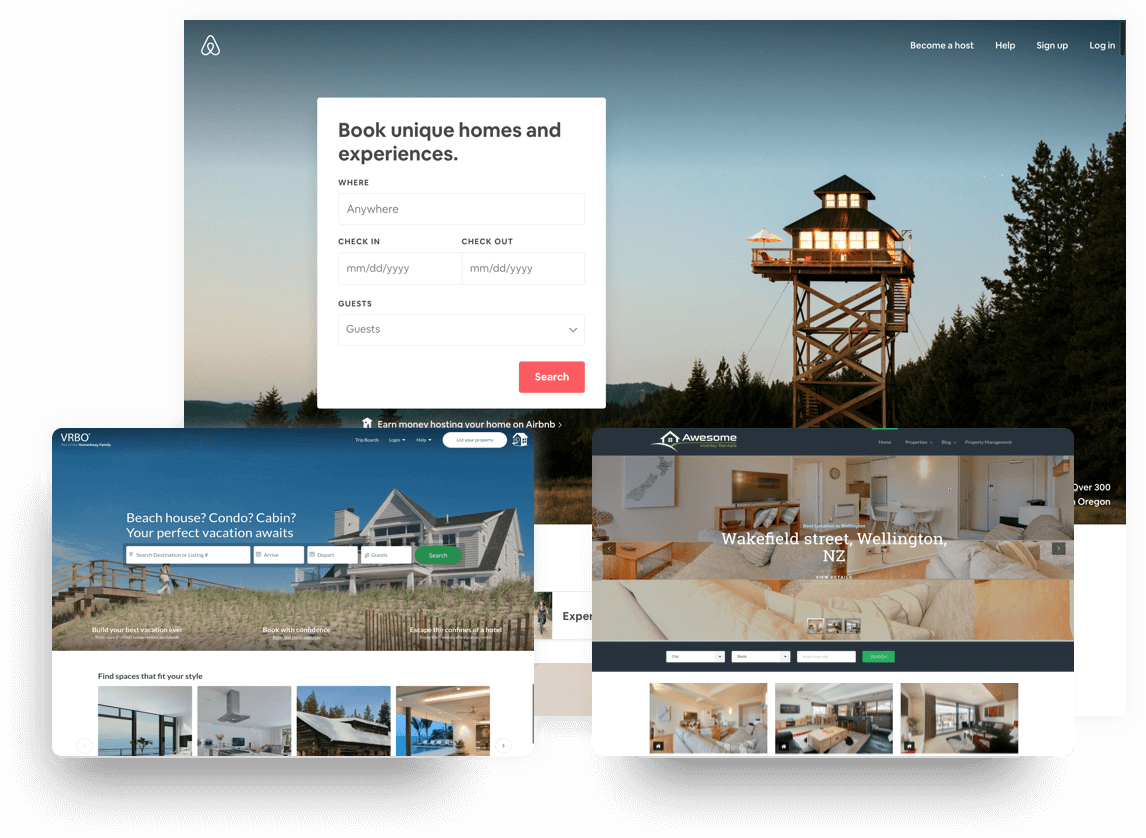 Become a host
Help
Sign up
Log in
Book unique homes and
experiences.
WHERE
Anywhere
CHECK IN
CHECK OUT
mm/dd/yyyy
mm/dd/yyyy
GUESTS
Guests
Search
Earn money hosting your home on Airbnb
Over 300
Oregon
Exper
VRBO
Part of the HomeAway Family
Trip Boards
Login
Help
List your property
Beach house? Condo? Cabin?
Your perfect vacation awaits
Search Destination or Listing #
Arrive
Depart
Guests
Search
Build your best vacation ever
Book with confidence
Escape the confines of a hotel
Find spaces that fit your style
Awesome
Holiday Rentals
Home
Properties
Blog
Property Management
Best Location in Wellington
Wakefield street, Wellington,
NZ
VIEW DETAILS
City
Beds
SEARCH